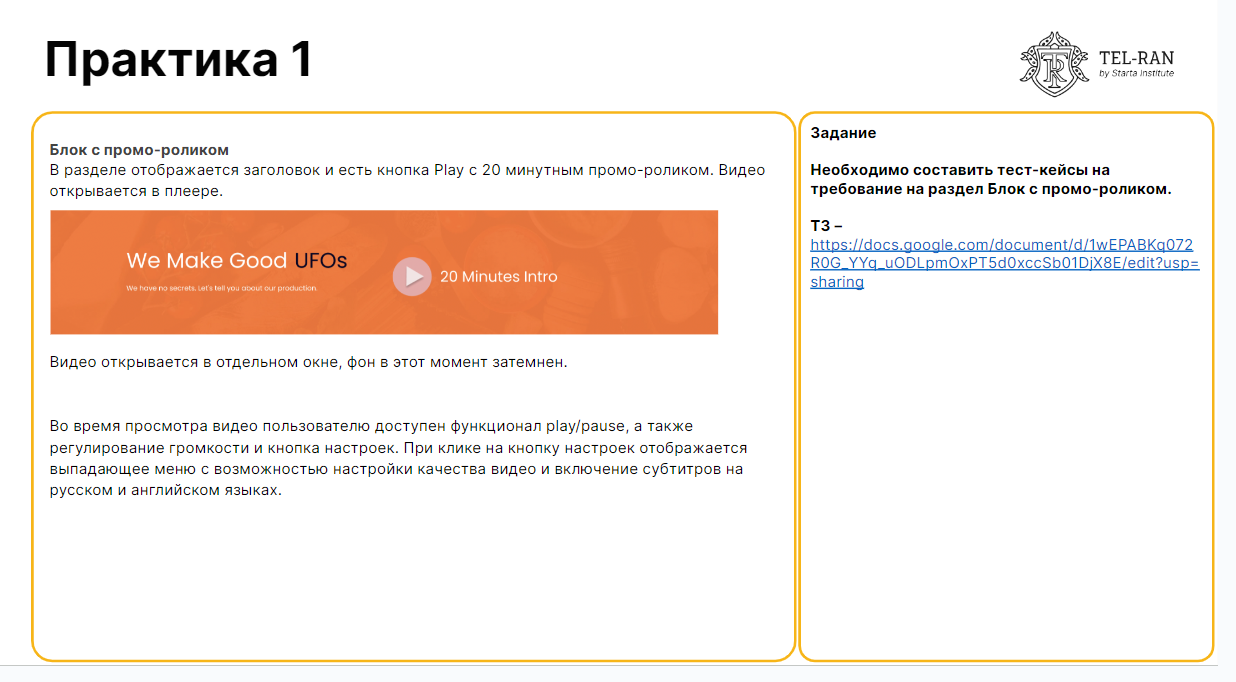 Практика 1
TEL-RAN
by Starta Institute
Блок с промо-роликом
В разделе отображается заголовок и есть кнопка Play с 20 минутным промо-роликом. Видео
открывается в плеере.
We Make Good UFOs
We have no secrets. Let's tell you about our production.
20 Minutes Intro
Видео открывается в отдельном окне, фон в этот момент затемнен.
Во время просмотра видео пользователю доступен функционал play/pause, а также
регулирование громкости и кнопка настроек. При клике на кнопку настроек отображается
выпадающее меню с возможностью настройки качества видео и включение субтитров на
русском и английском языках.
Задание
Необходимо составить тест-кейсы на
требование на раздел Блок с промо-роликом.
ТЗ –
https://docs.google.com/document/d/1wEPABKq072
R0G_YYq_uODLpmOxPT5d0xccSb01DjX8E/edit?usp=
sharing